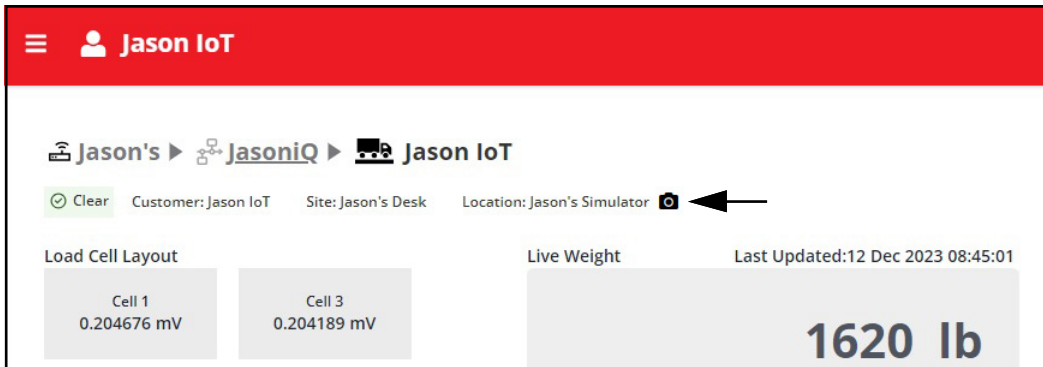 Jason IoT
Jason's JasoniQ Jason IoT
Clear Customer: Jason IoT Site: Jason's Desk Location: Jason's Simulator
Load Cell Layout Live Weight Last Updated:12 Dec 2023 08:45:01
Cell 1 Cell 3
0.204676 mV 0.204189 mV
1620 lb